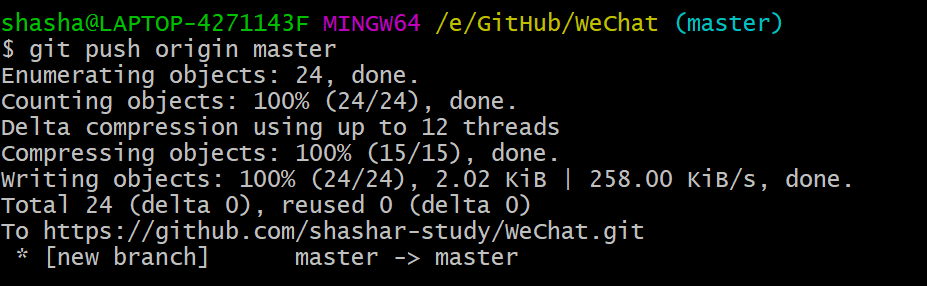 shasha@LAPTOP-4271143F MINGW64 /e/GitHub/WeChat (master)
$ git push origin master
Enumerating objects: 24, done.
Counting objects: 100% (24/24), done.
Delta compression using up to 12 threads
Compressing objects: 100% (15/15), done.
Writing objects: 100% (24/24), 2.02 KiB | 258.00 KiB/s, done.
Total 24 (delta 0), reused 0 (delta 0)
To https://github.com/shashar-study/WeChat.git
 * [new branch]      master -> master